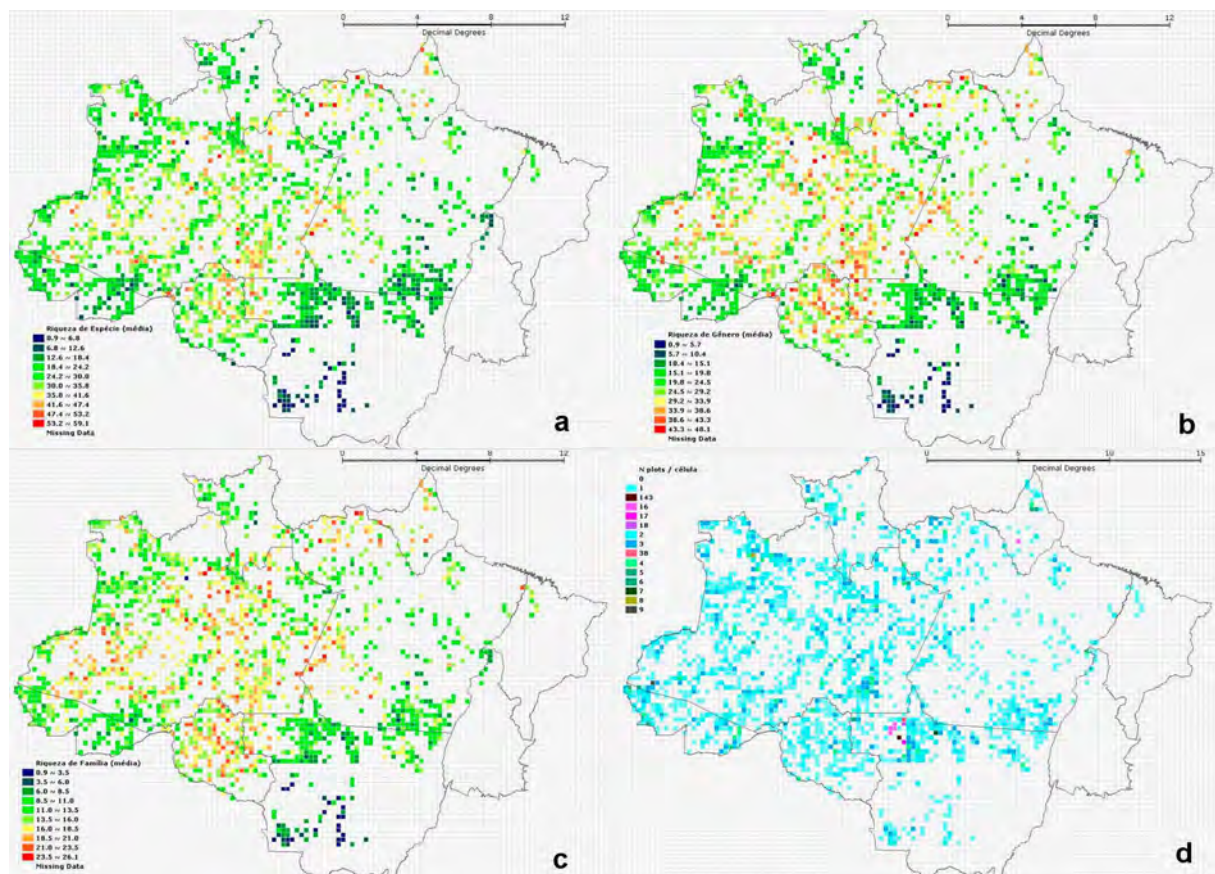 0 4 8 12
Decimal Degrees
Riqueza de Espécie (média)
0.9 ~ 6.8
6.8 ~ 12.6
12.6 ~ 18.4
18.4 ~ 24.2
24.2 ~ 30.0
30.0 ~ 35.8
35.8 ~ 41.6
41.6 ~ 47.4
47.4 ~ 53.2
53.2 ~ 59.1
Missing Data
a
0 4 8 12
Decimal Degrees
Riqueza de Gênero (média)
0.9 ~ 5.7
5.7 ~ 10.4
10.4 ~ 15.1
15.1 ~ 19.8
19.8 ~ 24.5
24.5 ~ 29.2
29.2 ~ 33.9
33.9 ~ 38.6
38.6 ~ 43.3
43.3 ~ 48.1
Missing Data
b
0 4 8 12
Decimal Degrees
Riqueza de Família (média)
0.9 ~ 3.5
3.5 ~ 6.0
6.0 ~ 8.5
8.5 ~ 11.0
11.0 ~ 13.5
13.5 ~ 16.0
16.0 ~ 18.5
18.5 ~ 21.0
21.0 ~ 23.5
23.5 ~ 26.1
Missing Data
c
0 5 10 15
Decimal Degrees
N plots / célula
0
1
143
16
17
18
2
3
38
4
5
6
7
8
9
d